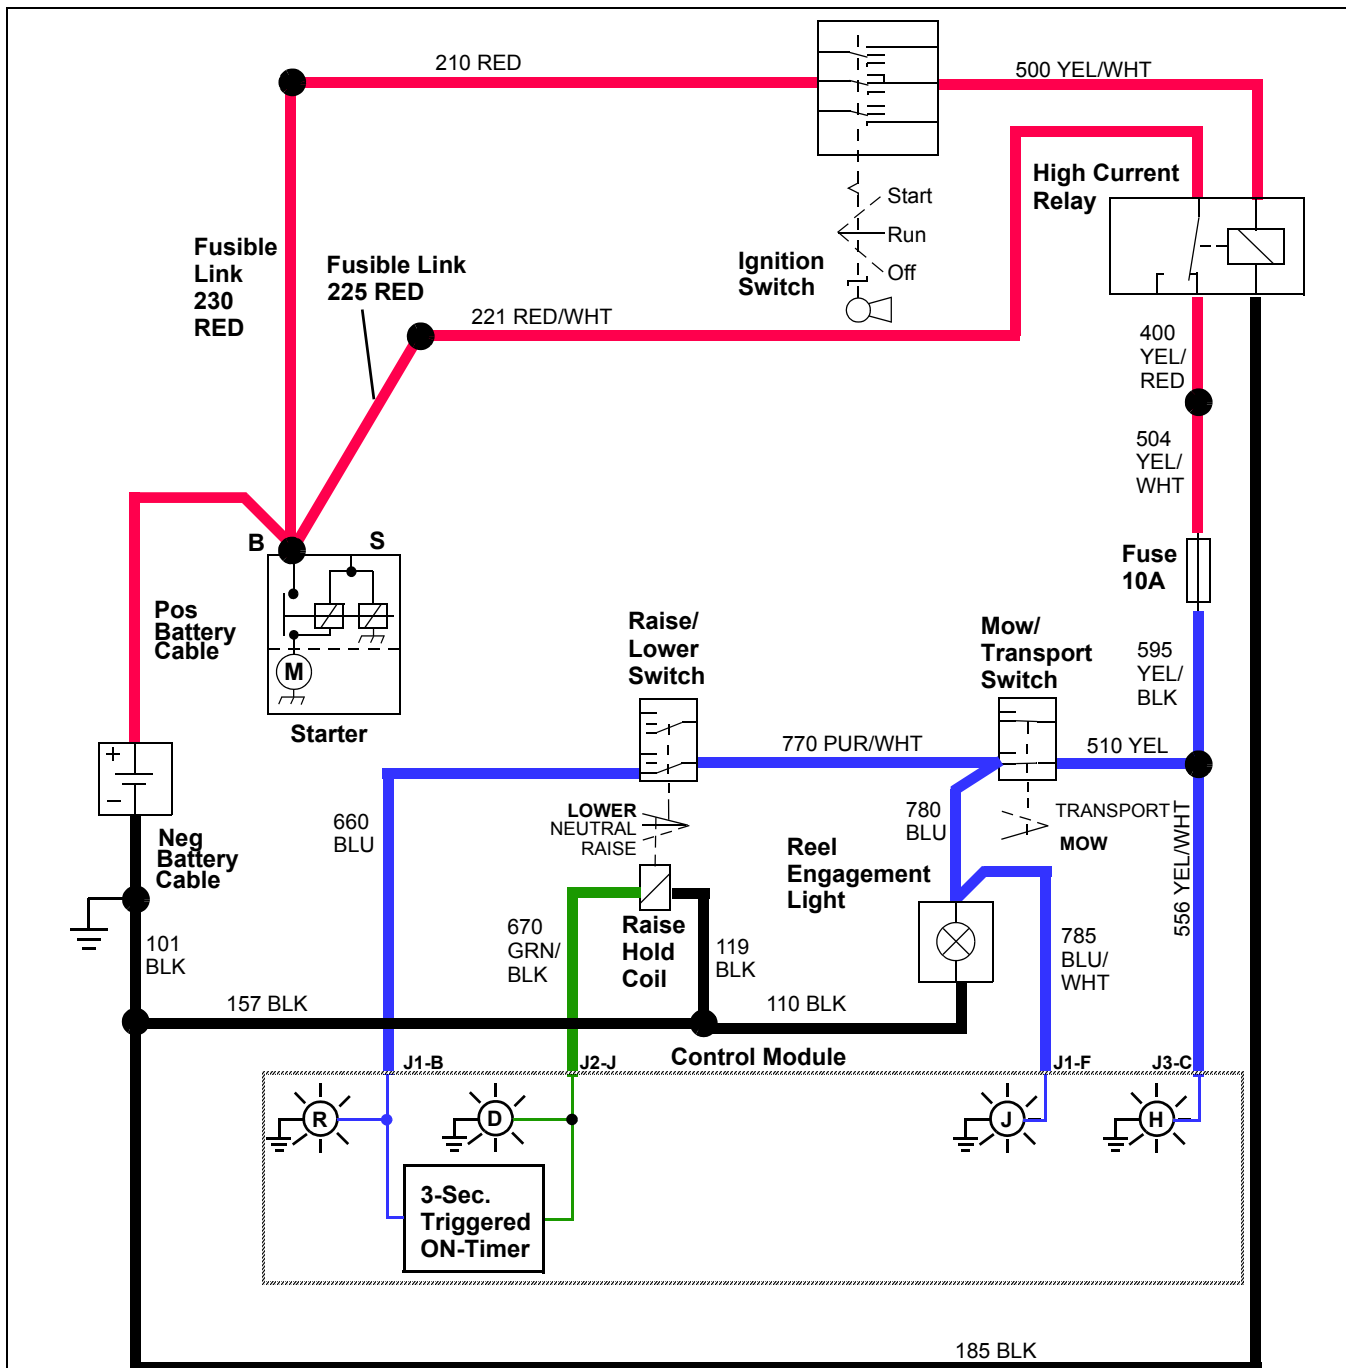 210 RED
500 YEL/WHT
High Current
Relay
Start
Run
Off
Ignition
Switch
Fusible
Link
230
RED
Fusible Link
225 RED
221 RED/WHT
400
YEL/
RED
504
YEL/
WHT
B
S
Fuse
10A
Pos
Battery
Cable
M
Starter
Raise/
Lower
Switch
Mow/
Transport
Switch
595
YEL/
BLK
770 PUR/WHT
510 YEL
+
−
660
BLU
LOWER
NEUTRAL
RAISE
780
BLU
TRANSPORT
MOW
Neg
Battery
Cable
Reel
Engagement
Light
556 YEL/WHT
101
BLK
670
GRN/
BLK
Raise
Hold
Coil
119
BLK
785
BLU/
WHT
157 BLK
110 BLK
Control Module
J1-B
J2-J
J1-F
J3-C
R
D
J
H
3-Sec.
Triggered
ON-Timer
185 BLK